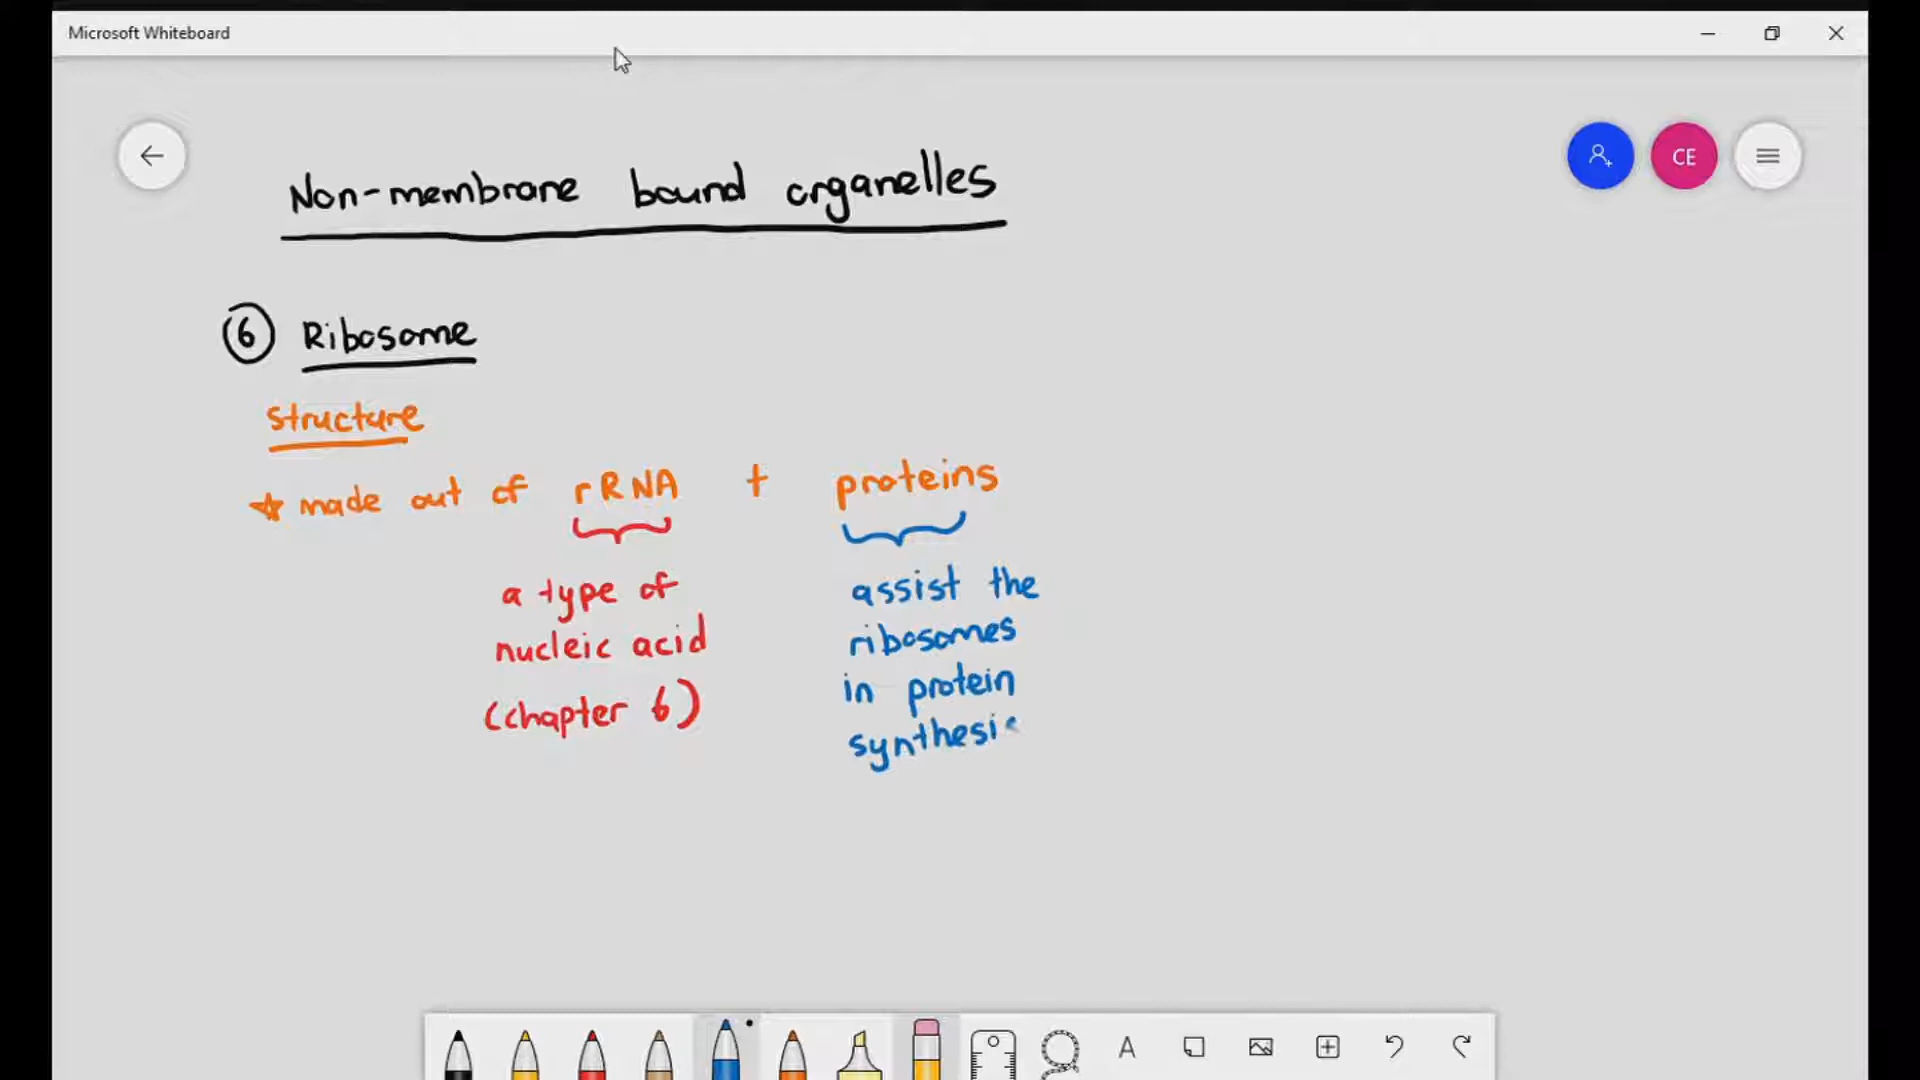 Microsoft Whiteboard
CE
Non-membrane bound organelles
6 Ribosome
structure
made out of rRNA + proteins
a type of
nucleic acid
(chapter 6)
assist the
ribosomes
in protein
synthesis
A